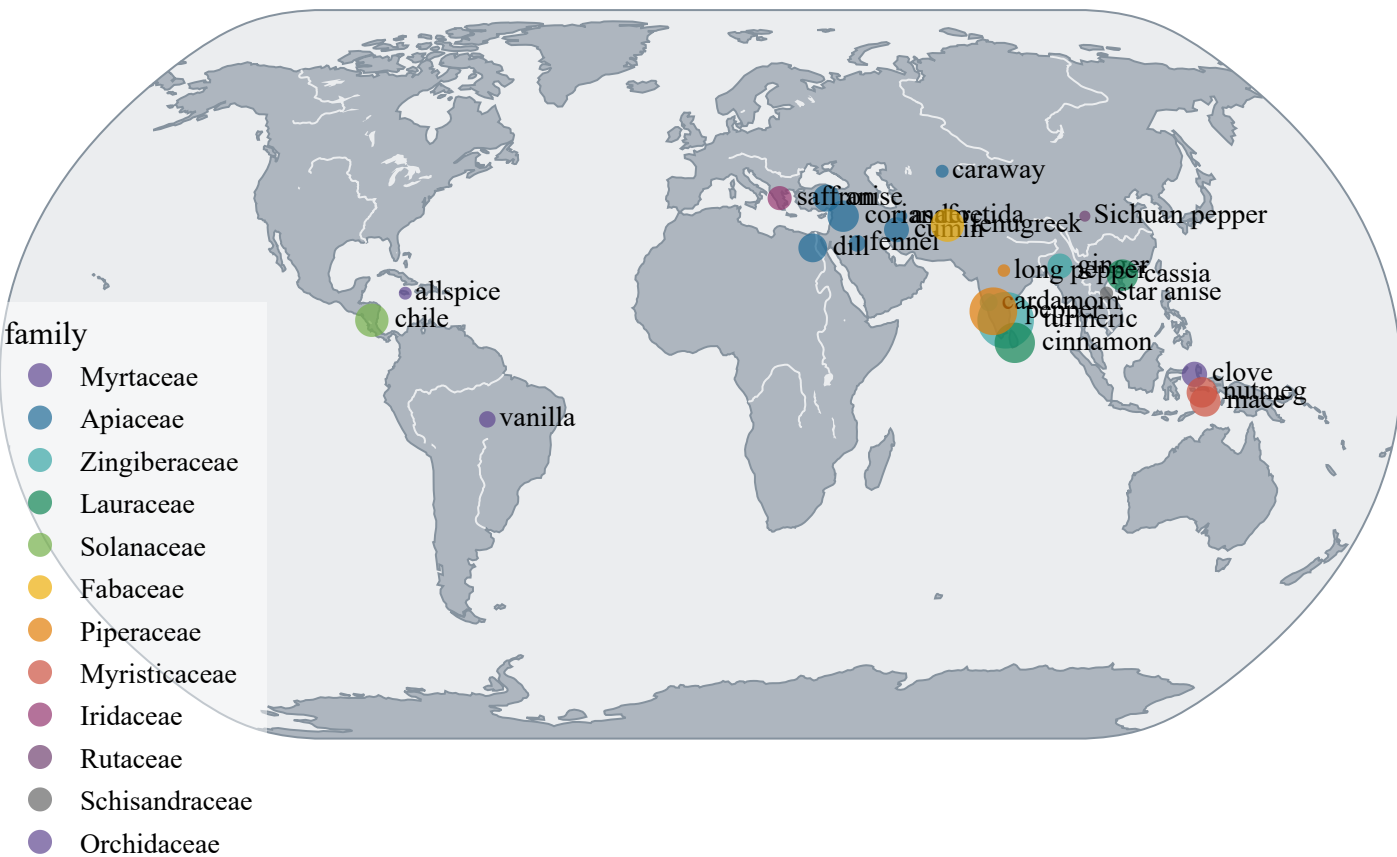 caraway
saffron
anise
coriander
asafoetida
Sichuan pepper
cumin
fenugreek
dill
fennel
long pepper
ginger
cassia
allspice
star anise
cardamom
pepper
chile
turmeric
cinnamon
clove
nutmeg
mace
vanilla
family
Myrtaceae
Apiaceae
Zingiberaceae
Lauraceae
Solanaceae
Fabaceae
Piperaceae
Myristicaceae
Iridaceae
Rutaceae
Schisandraceae
Orchidaceae